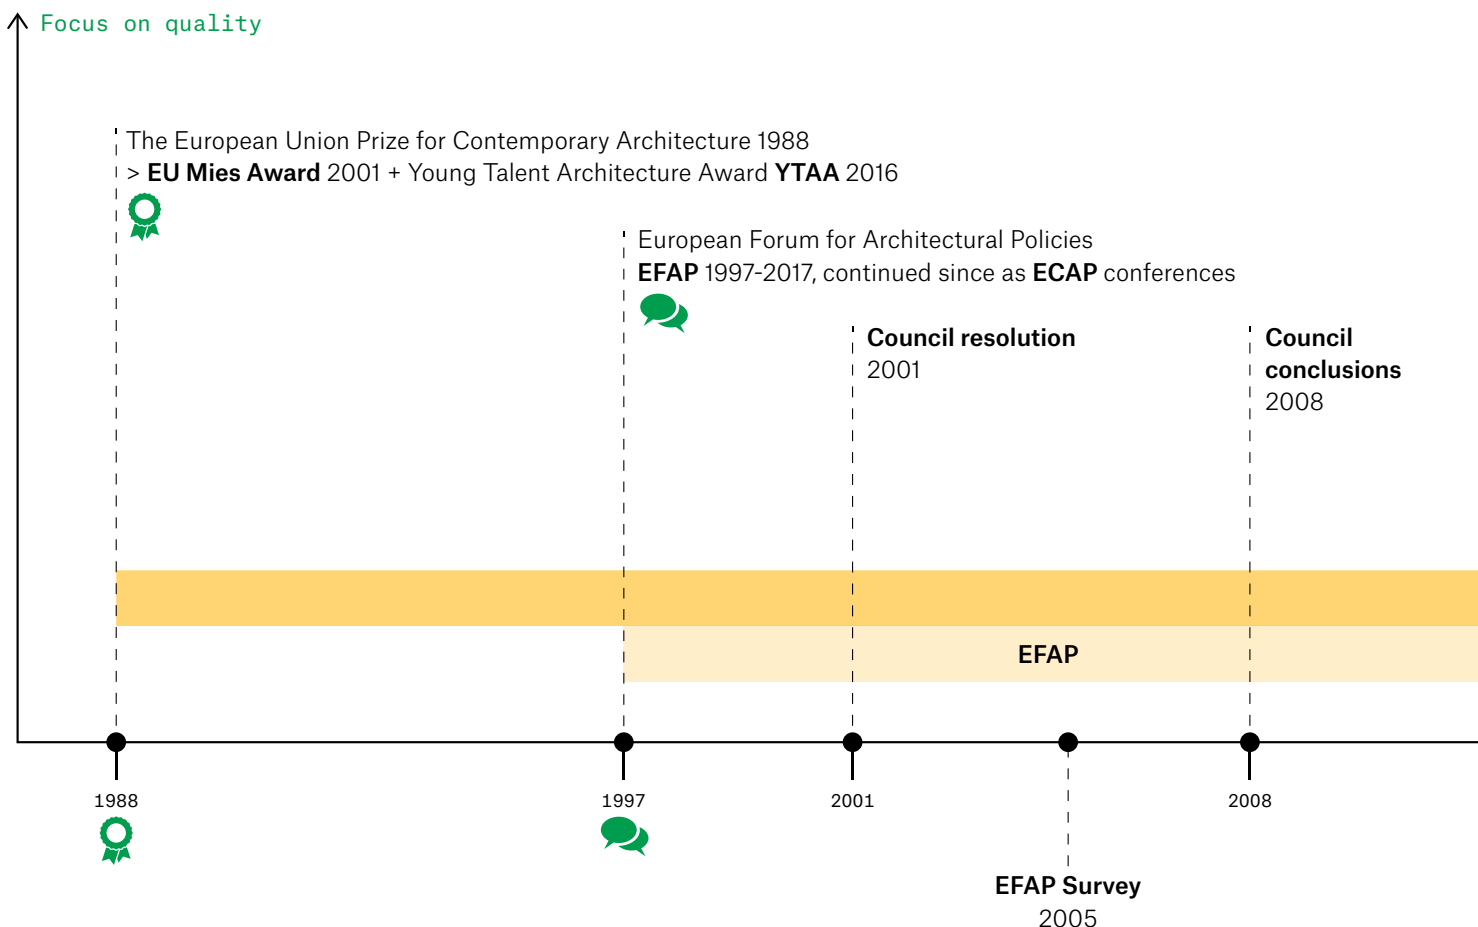 Focus on quality
The European Union Prize for Contemporary Architecture 1988
> EU Mies Award 2001 + Young Talent Architecture Award YTAA 2016
European Forum for Architectural Policies
EFAP 1997-2017, continued since as ECAP conferences
Council resolution
2001
Council
conclusions
2008
EFAP
1988
1997
2001
2008
EFAP Survey
2005